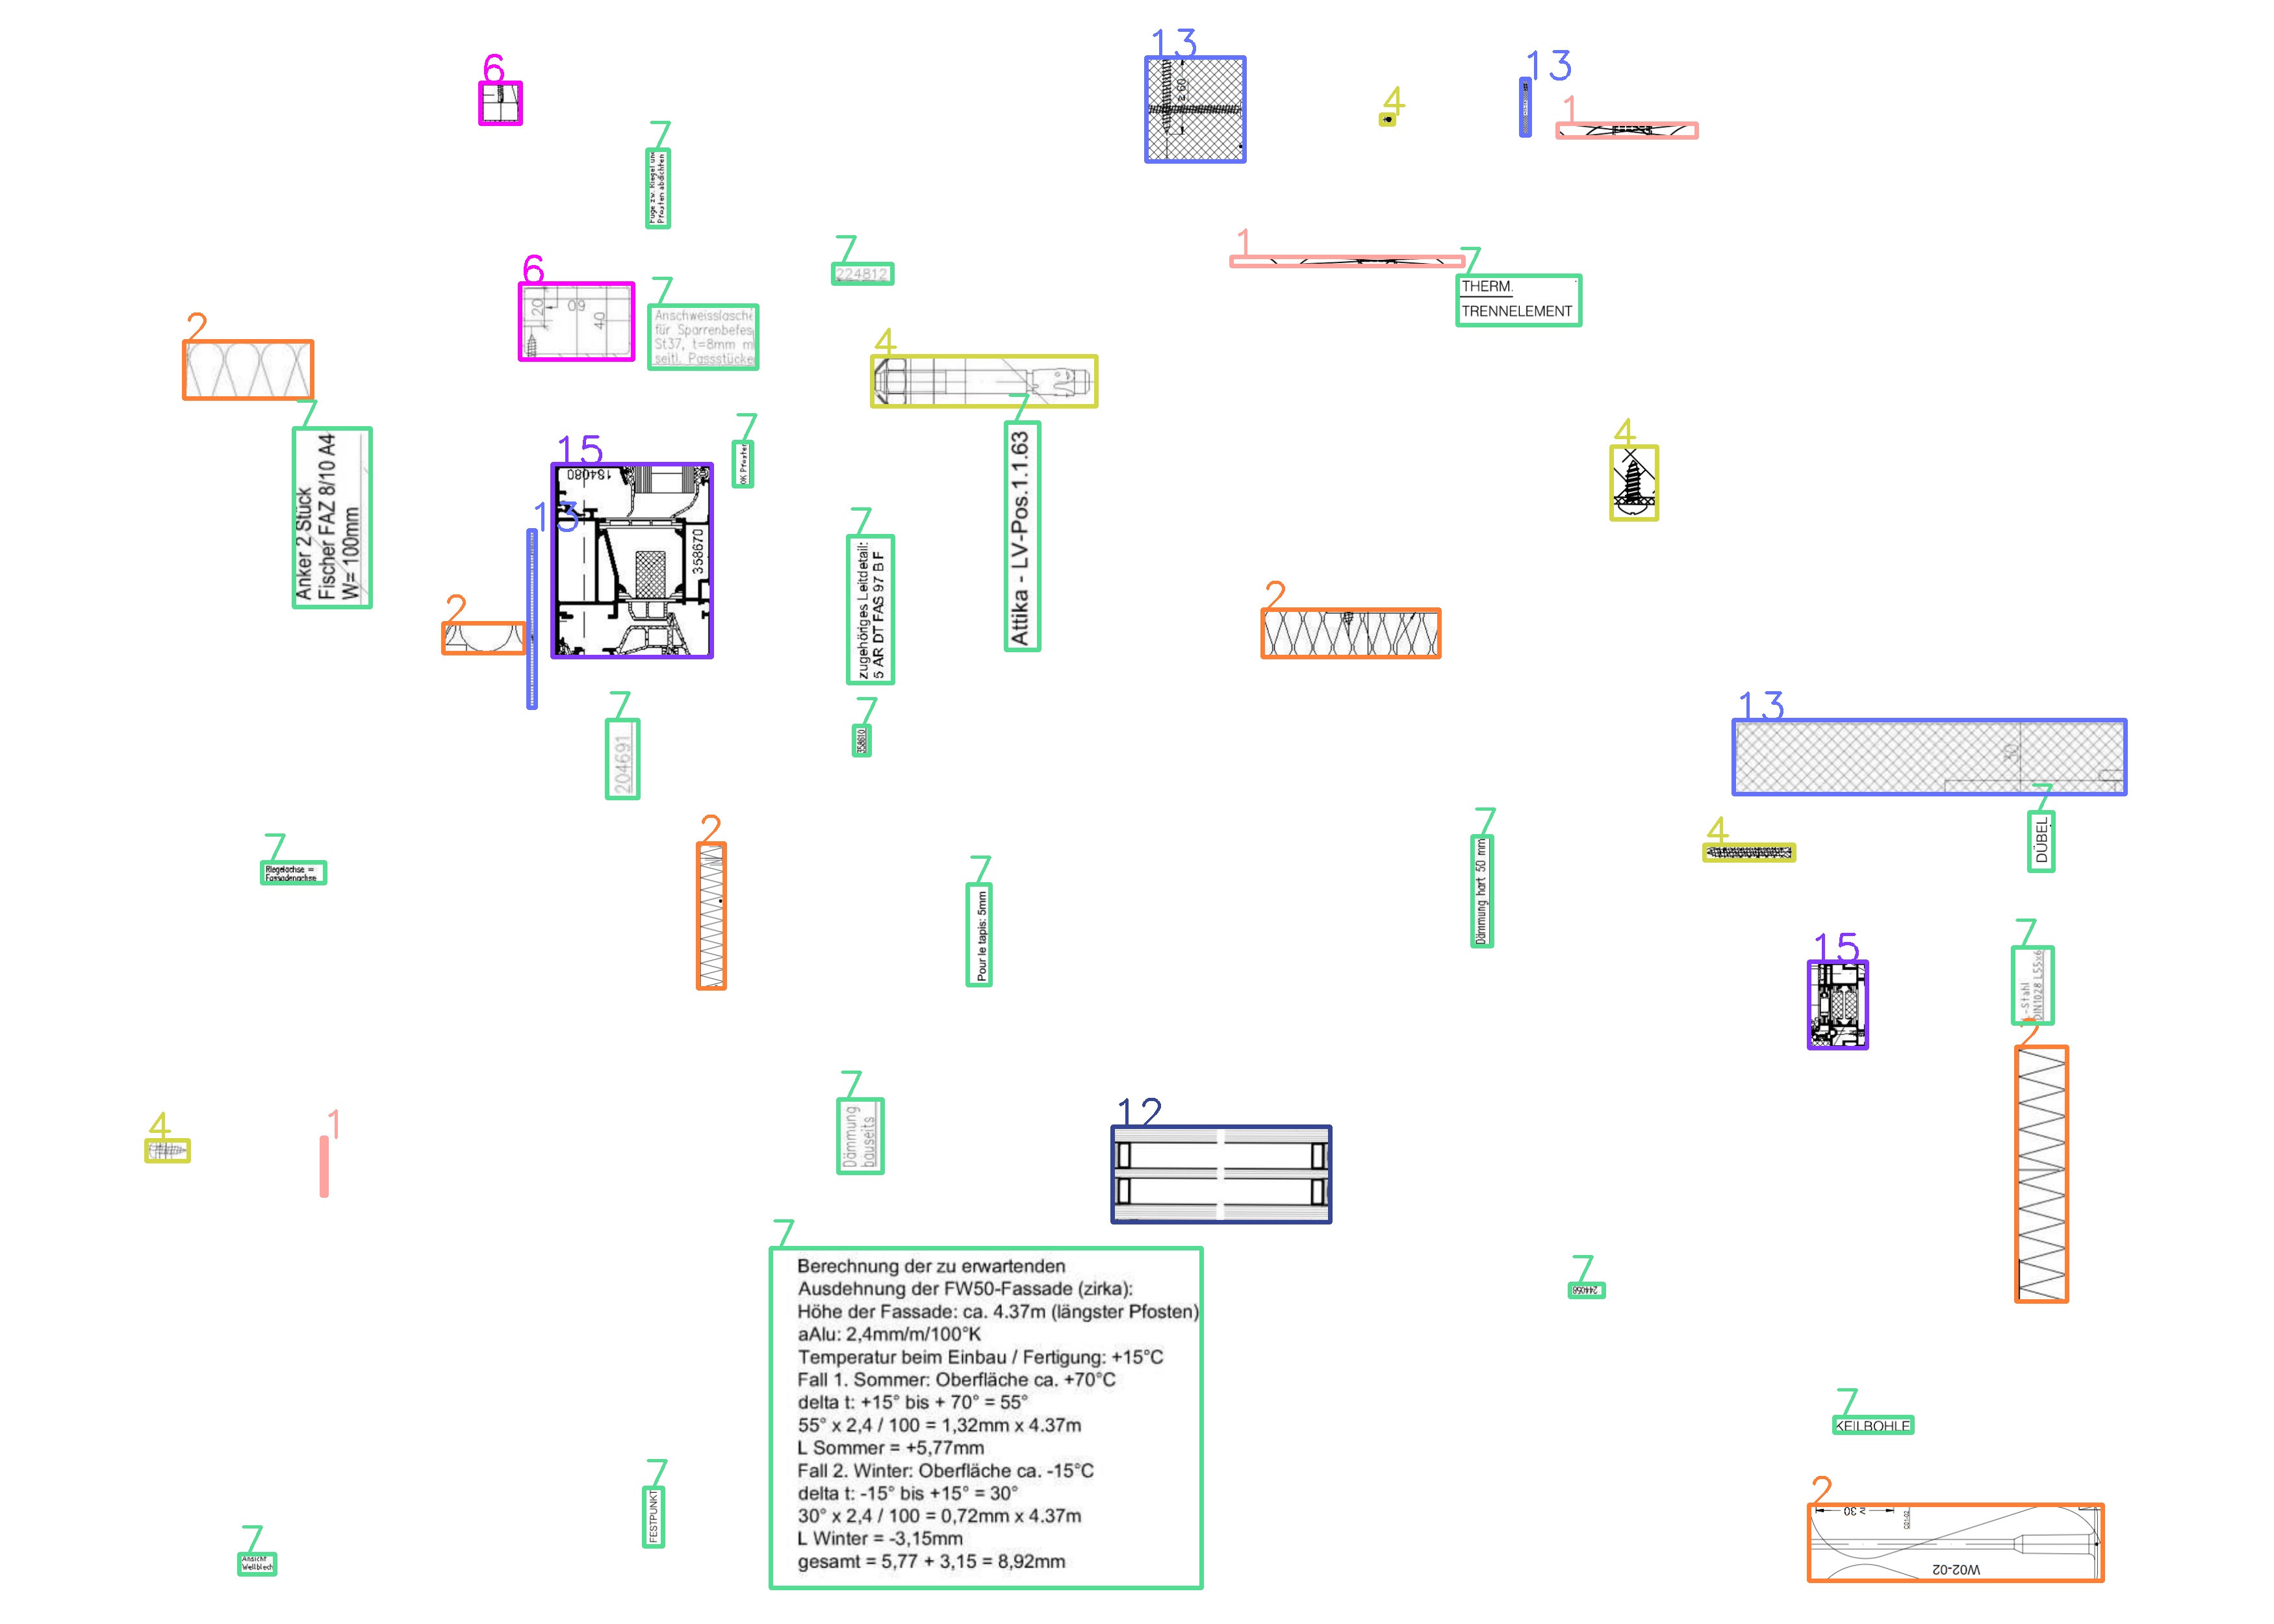 6
13
≥ 60
4
13
1
7
Fuge zw. Riegel und
Pfosten abdichten
7
224812
1
7
THERM.
TRENNELEMENT
6
20
60
40
7
Anschweisslasche
für Sparrenbefes
St37, t=8mm m
seitl. Passstücke
2
4
7
Anker 2 Stück
Fischer FAZ 8/10 A4
W= 100mm
7
OK Pfosten
7
Attika - LV-Pos.1.1.63
4
15
184080
358670
13
7
zugehöriges Leitdetail:
5 AR DT FAS 97 B F
2
2
7
204691
7
358610
13
30
7
DÜBEL
4
7
Riegelachse =
Fassadenachse
2
7
Pour le tapis: 5mm
7
Dämmung hart 50 mm
15
7
-Stahl
DIN1028 L55x6
2
4
1
7
Dämmung
bauseits
12
7
Berechnung der zu erwartenden
Ausdehnung der FW50-Fassade (zirka):
Höhe der Fassade: ca. 4.37m (längster Pfosten)
aAlu: 2,4mm/m/100°K
Temperatur beim Einbau / Fertigung: +15°C
Fall 1. Sommer: Oberfläche ca. +70°C
delta t: +15° bis + 70° = 55°
55° x 2,4 / 100 = 1,32mm x 4.37m
L Sommer = +5,77mm
Fall 2. Winter: Oberfläche ca. -15°C
delta t: -15° bis +15° = 30°
30° x 2,4 / 100 = 0,72mm x 4.37m
L Winter = -3,15mm
gesamt = 5,77 + 3,15 = 8,92mm
7
244058
7
KEILBOHLE
7
FESTPUNKT
7
Ansicht
Wellblech
2
≥ 30
W02-02